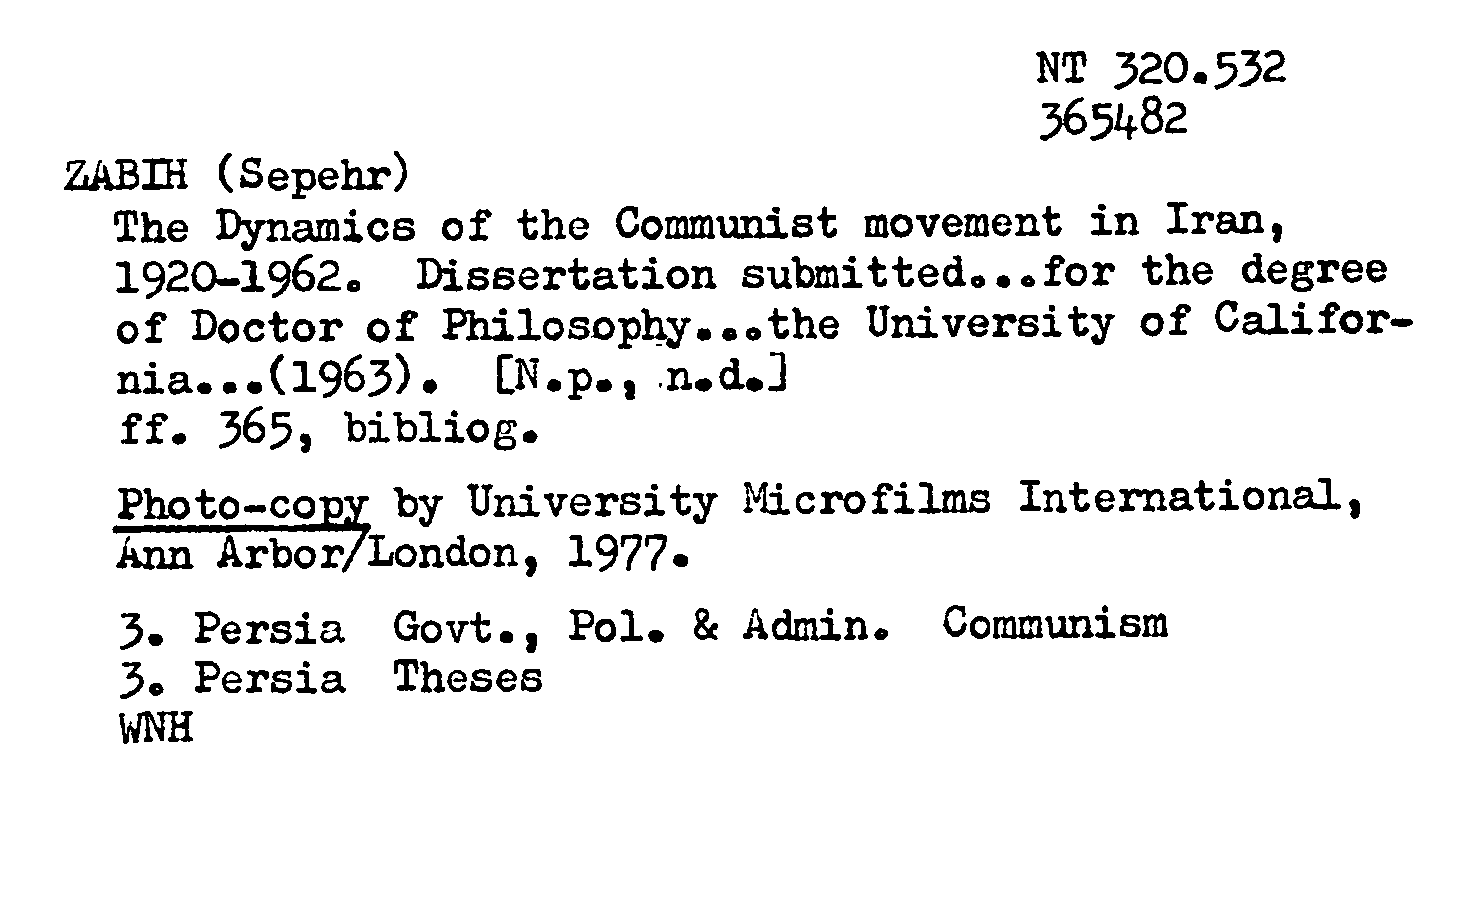 NT 320.532
365482
ZABIH (Sepehr)
The Dynamics of the Communist movement in Iran,
1920-1962. Dissertation submitted...for the degree
of Doctor of Philosophy...the University of Califor-
nia...(1963). [N.p., n.d.]
ff. 365, bibliog.
Photo-copy by University Microfilms International,
Ann Arbor/London, 1977.
3. Persia Govt., Pol. & Admin. Communism
3. Persia Theses
WNH